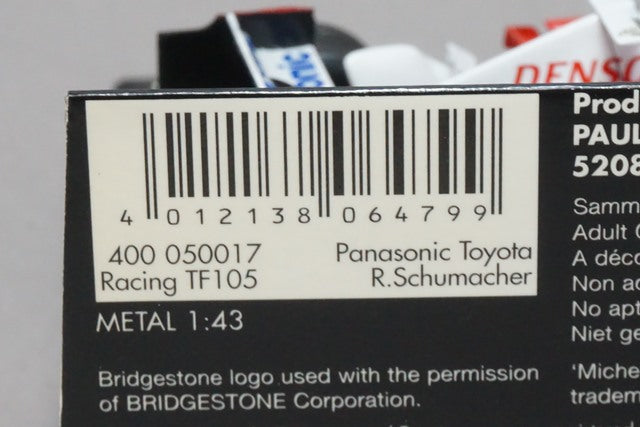 DENSO
4 012138 064799
400 050017 Panasonic Toyota
Racing TF105 R.Schumacher
METAL 1:43
Bridgestone logo used with the permission
of BRIDGESTONE Corporation.
Prod
PAUL
5208
Samm
Adult
A déco
Non
No apt
Niet ge
'Miche
tradem